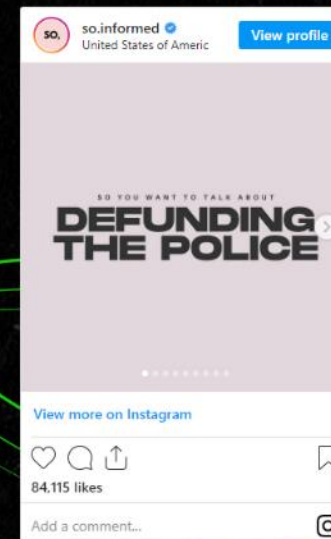 so.
so.informed
United States of Americ
View profile
SO YOU WANT TO TALK ABOUT
DEFUNDING
THE POLICE
View more on Instagram
84,115 likes
Add a comment...